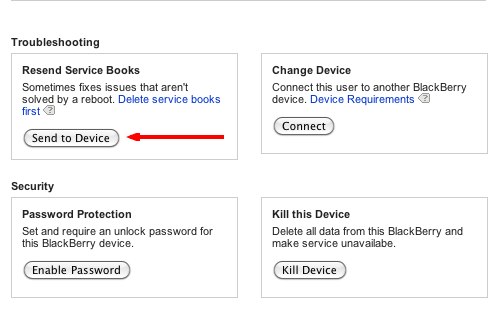 Troubleshooting
Resend Service Books
Sometimes fixes issues that aren't
solved by a reboot. Delete service books
first
Send to Device
Change Device
Connect this user to another BlackBerry
device. Device Requirements
Connect
Security
Password Protection
Set and require an unlock password for
this BlackBerry device.
Enable Password
Kill this Device
Delete all data from this BlackBerry and
make service unavailabe.
Kill Device